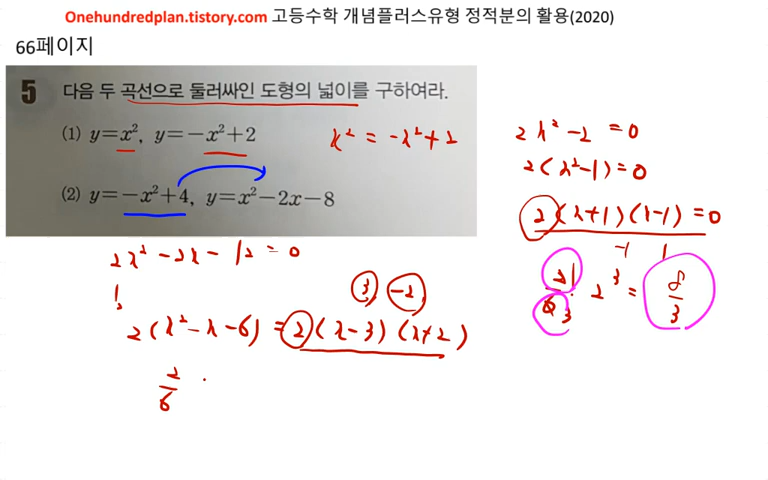 Onehundredplan.tistory.com 고등수학 개념플러스유형 정적분의 활용(2020)
66페이지
5 다음 두 곡선으로 둘러싸인 도형의 넓이를 구하여라.
(1) y=x², y=-x²+2
x² = -x²+2
(2) y=-x²+4, y=x²-2x-8
2x²-2x-12=0
2(x²-x-6) = 2(x-3)(x+2)
3, -2
2/6 ·
2x²-2=0
2(x²-1)=0
2(x+1)(x-1)=0
-1 1
2³ = 8/3